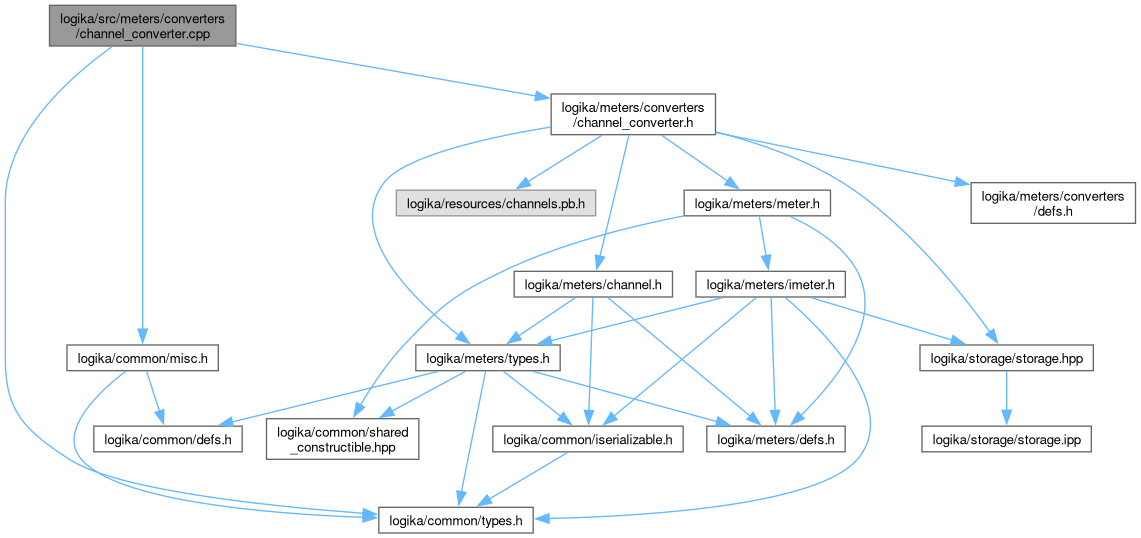 logika/src/meters/converters
/channel_converter.cpp
logika/meters/converters
/channel_converter.h
logika/resources/channels.pb.h
logika/meters/meter.h
logika/meters/converters
/defs.h
logika/meters/channel.h
logika/meters/imeter.h
logika/common/misc.h
logika/meters/types.h
logika/storage/storage.hpp
logika/common/defs.h
logika/common/shared
_constructible.hpp
logika/common/iserializable.h
logika/meters/defs.h
logika/storage/storage.ipp
logika/common/types.h